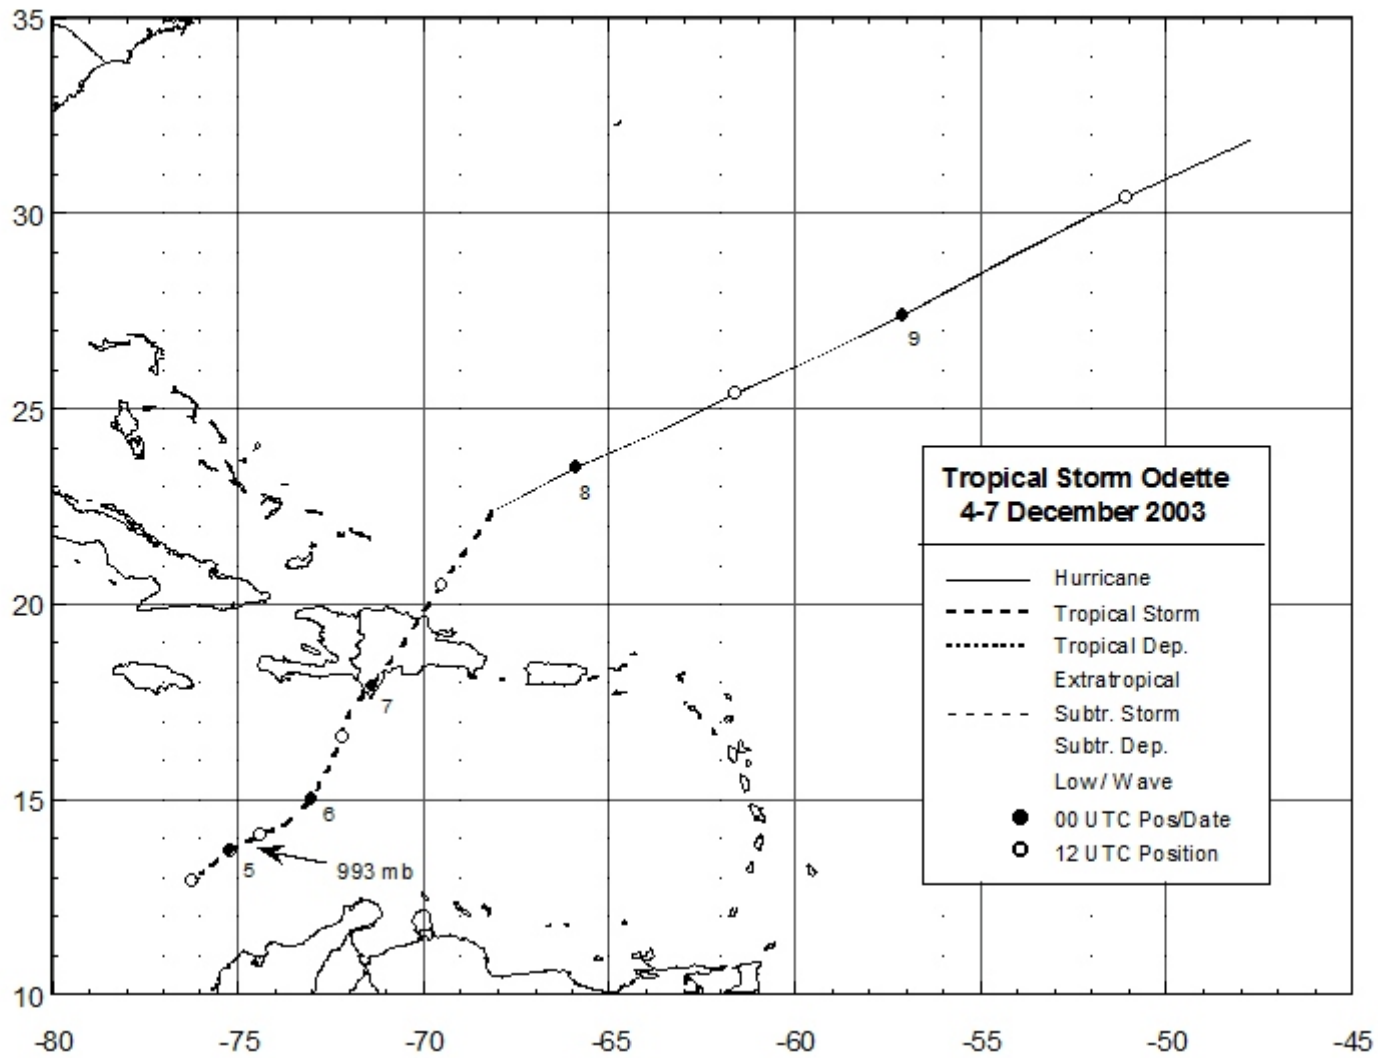 35
30
9
25
8
Tropical Storm Odette
4-7 December 2003
Hurricane
20
Tropical Storm
Tropical Dep.
Extratropical
7
Subtr. Storm
Subtr. Dep.
Low / Wave
15
6
00 UTC Pos/Date
12 UTC Position
5
993 mb
10
-80 -75 -70 -65 -60 -55 -50 -45